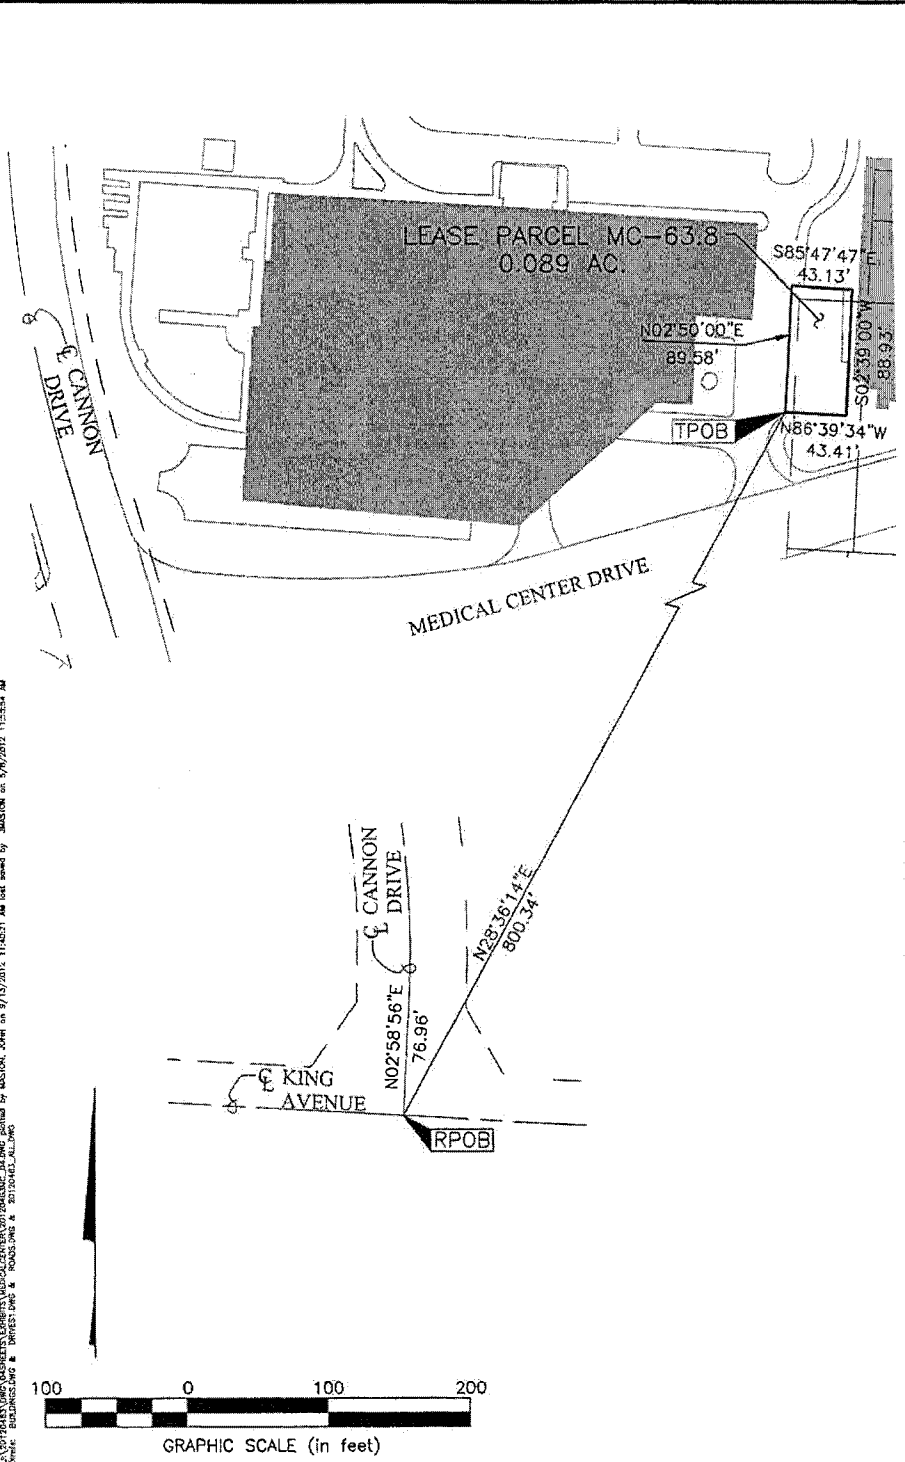 LEASE PARCEL MC-63.8
0.089 AC.
S85°47'47"E
43.13'
N02°50'00"E
89.58'
S02°39'00"W
88.93'
TPOB
N86°39'34"W
43.41'
℄ CANNON
DRIVE
MEDICAL CENTER DRIVE
℄ CANNON
DRIVE
N28°36'14"E
800.34'
N02°58'56"E
76.96'
℄ KING
AVENUE
RPOB
100 0 100 200
GRAPHIC SCALE (in feet)